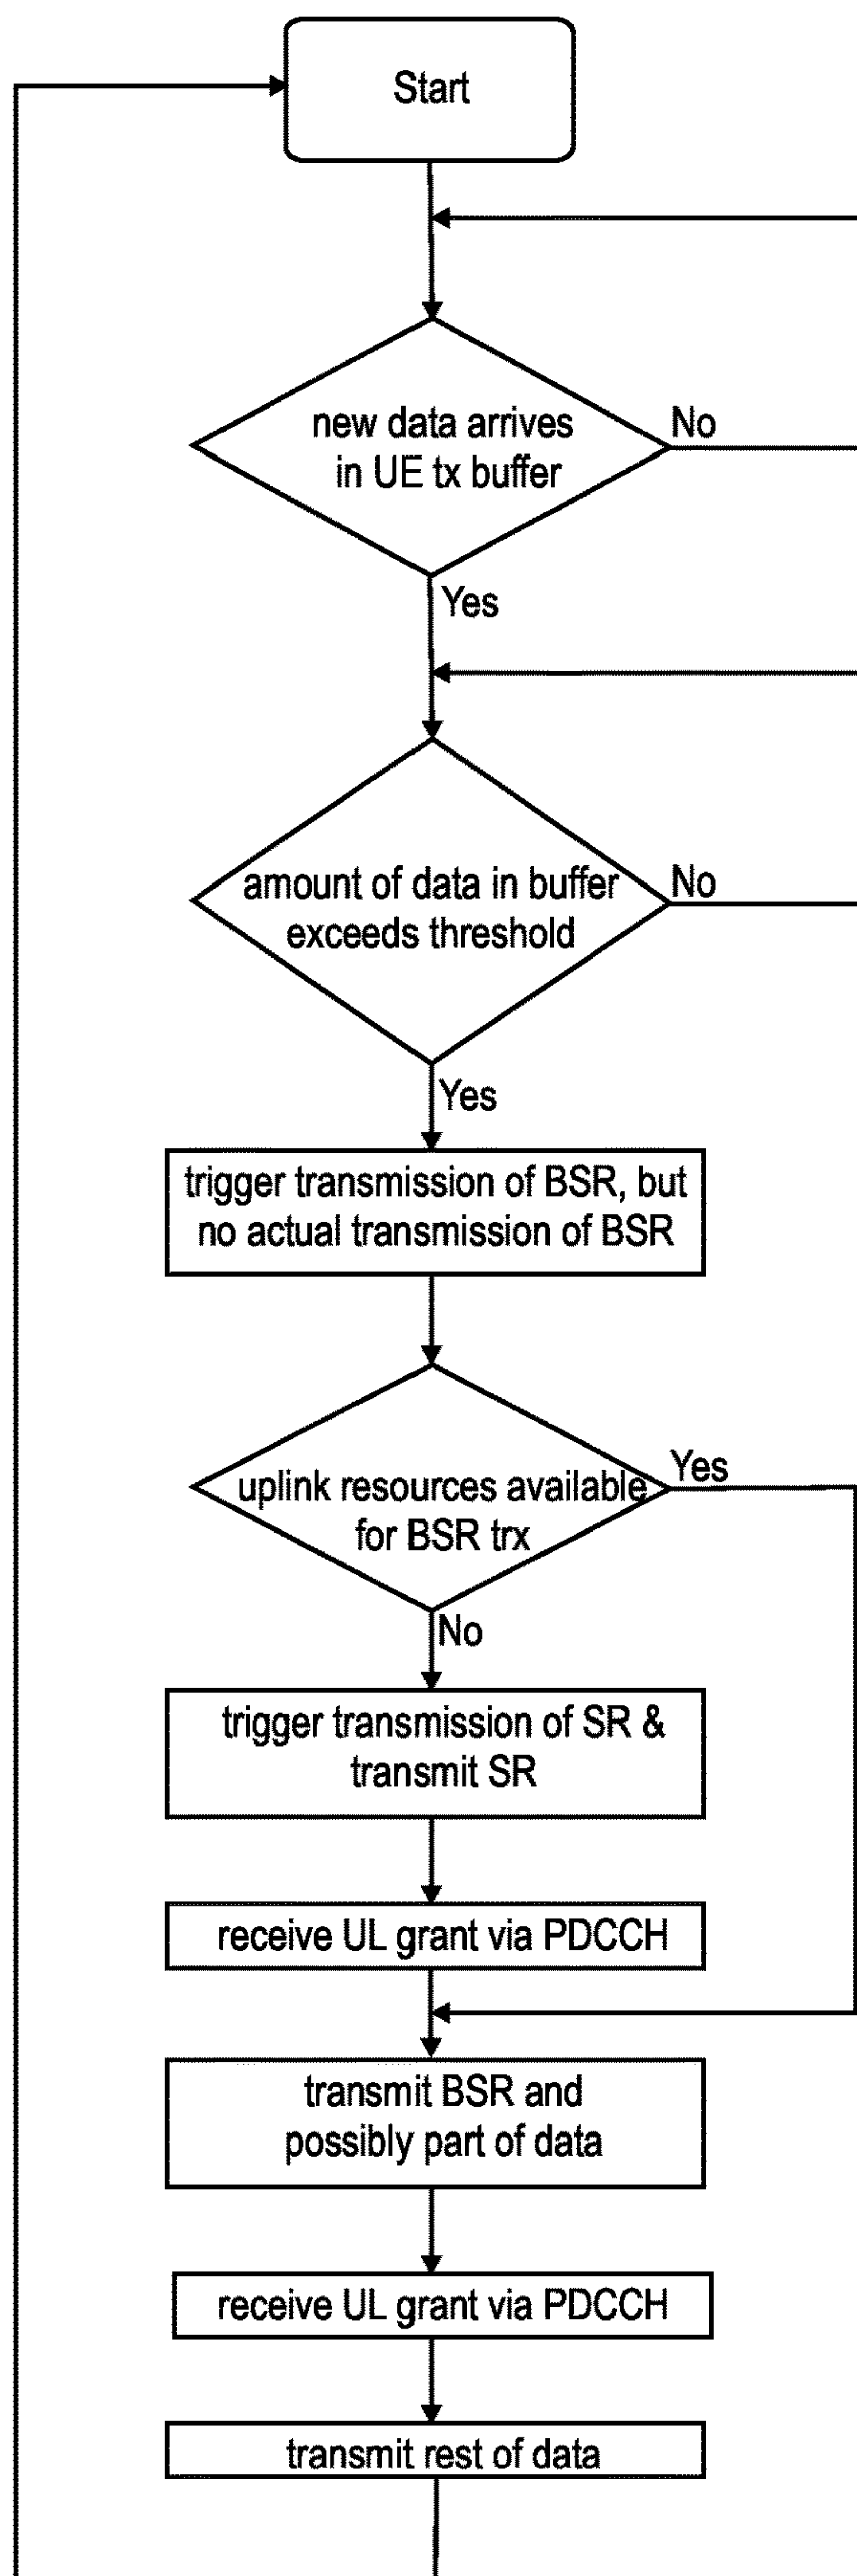 Start
new data arrives
in UE tx buffer
No
Yes
amount of data in buffer
exceeds threshold
No
Yes
trigger transmission of BSR, but
no actual transmission of BSR
uplink resources available
for BSR trx
Yes
No
trigger transmission of SR &
transmit SR
receive UL grant via PDCCH
transmit BSR and
possibly part of data
receive UL grant via PDCCH
transmit rest of data